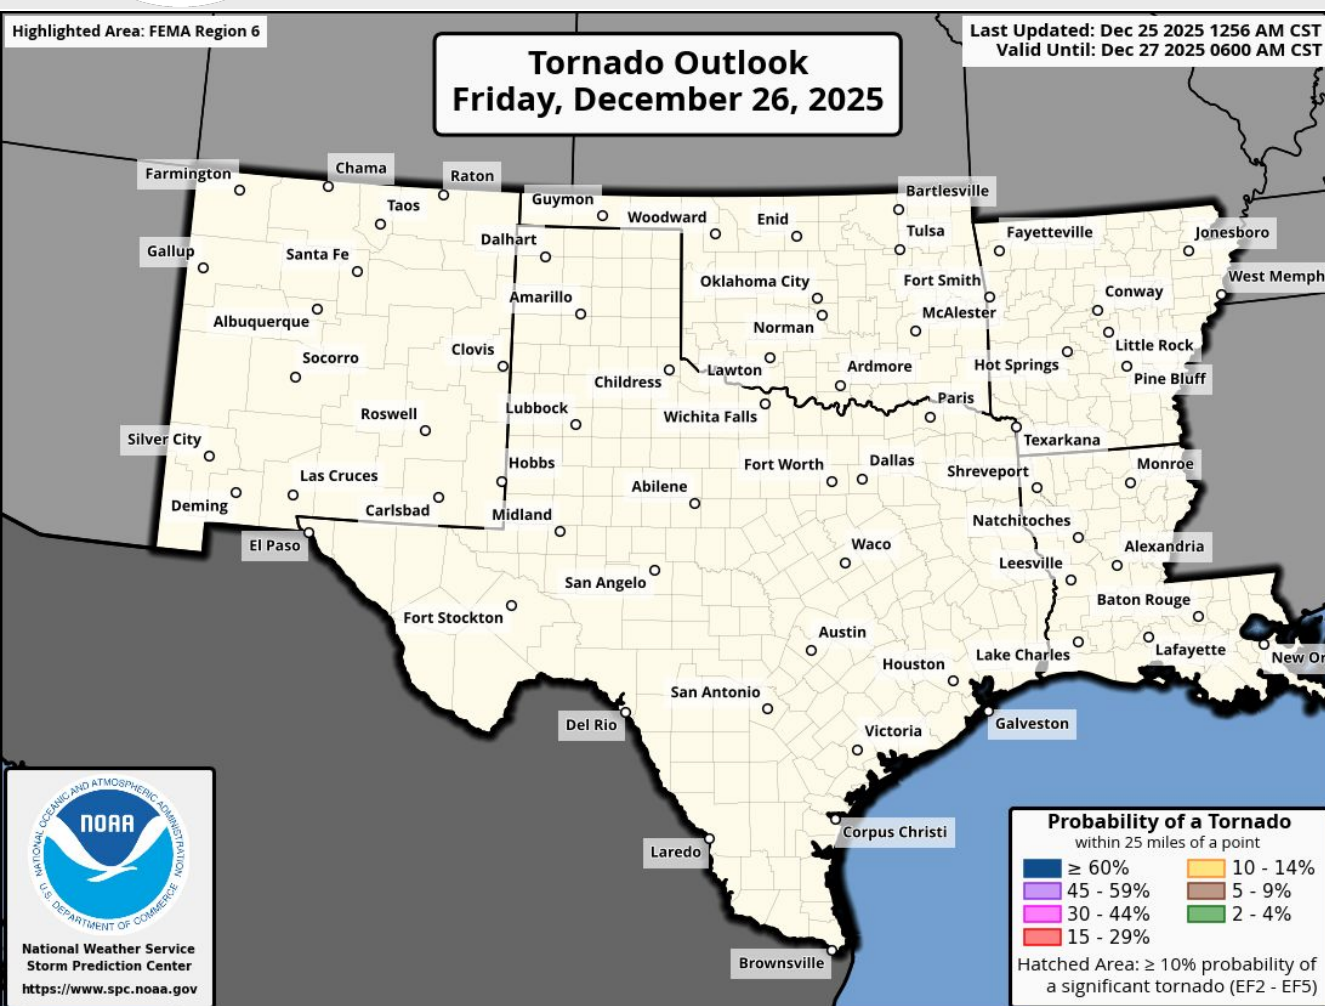 Highlighted Area: FEMA Region 6
Last Updated: Dec 25 2025 1256 AM CST
Valid Until: Dec 27 2025 0600 AM CST
Tornado Outlook
Friday, December 26, 2025
Farmington
Chama
Raton
Taos
Guymon
Woodward
Enid
Bartlesville
Tulsa
Fayetteville
Jonesboro
Gallup
Santa Fe
Dalhart
Oklahoma City
Fort Smith
West Memph
Conway
Amarillo
Albuquerque
Norman
McAlester
Little Rock
Socorro
Clovis
Childress
Lawton
Ardmore
Hot Springs
Pine Bluff
Roswell
Lubbock
Wichita Falls
Paris
Silver City
Texarkana
Las Cruces
Hobbs
Fort Worth
Dallas
Shreveport
Monroe
Deming
Carlsbad
Abilene
Midland
Natchitoches
El Paso
Waco
Alexandria
San Angelo
Leesville
Fort Stockton
Baton Rouge
Austin
Houston
Lake Charles
Lafayette
New Or
San Antonio
Del Rio
Victoria
Galveston
Laredo
Corpus Christi
Brownsville
NATIONAL OCEANIC AND ATMOSPHERIC ADMINISTRATION
NOAA
U.S. DEPARTMENT OF COMMERCE
National Weather Service
Storm Prediction Center
https://www.spc.noaa.gov
Probability of a Tornado
within 25 miles of a point
≥ 60%
10 - 14%
45 - 59%
5 - 9%
30 - 44%
2 - 4%
15 - 29%
Hatched Area: ≥ 10% probability of
a significant tornado (EF2 - EF5)